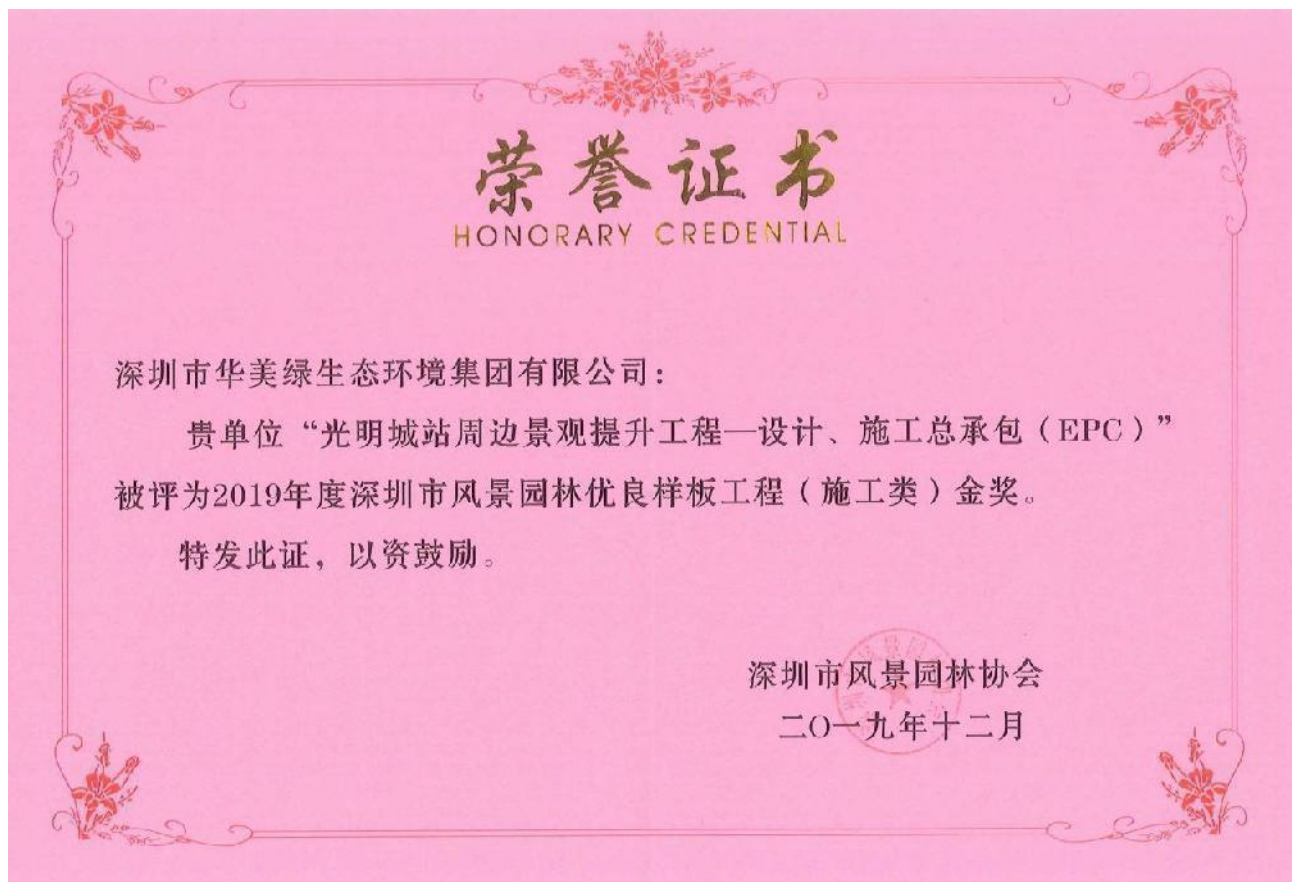 荣誉证书
HONORARY CREDENTIAL
深圳市华美绿生态环境集团有限公司：
贵单位“光明城站周边景观提升工程—设计、施工总承包（EPC）”
被评为2019年度深圳市风景园林优良样板工程（施工类）金奖。
特发此证，以资鼓励。
深圳市风景园林协会
二〇一九年十二月